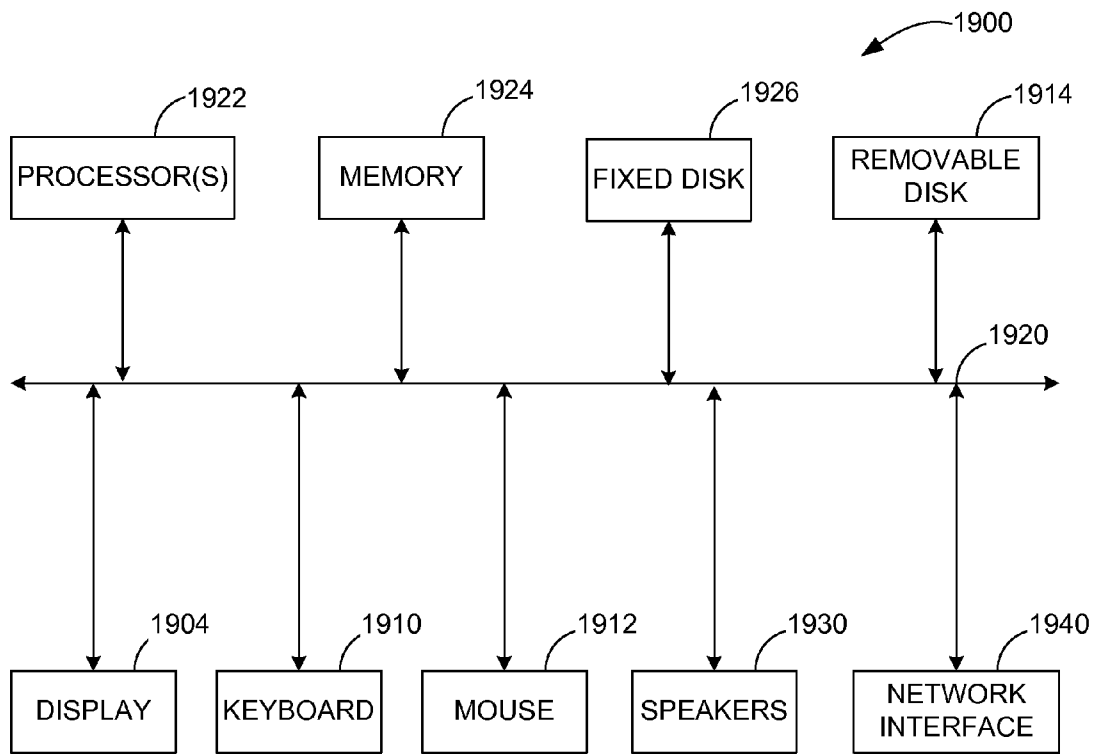 1900
1922
1924
1926
1914
PROCESSOR(S)
MEMORY
FIXED DISK
REMOVABLE
DISK
1920
1904
1910
1912
1930
1940
DISPLAY
KEYBOARD
MOUSE
SPEAKERS
NETWORK
INTERFACE